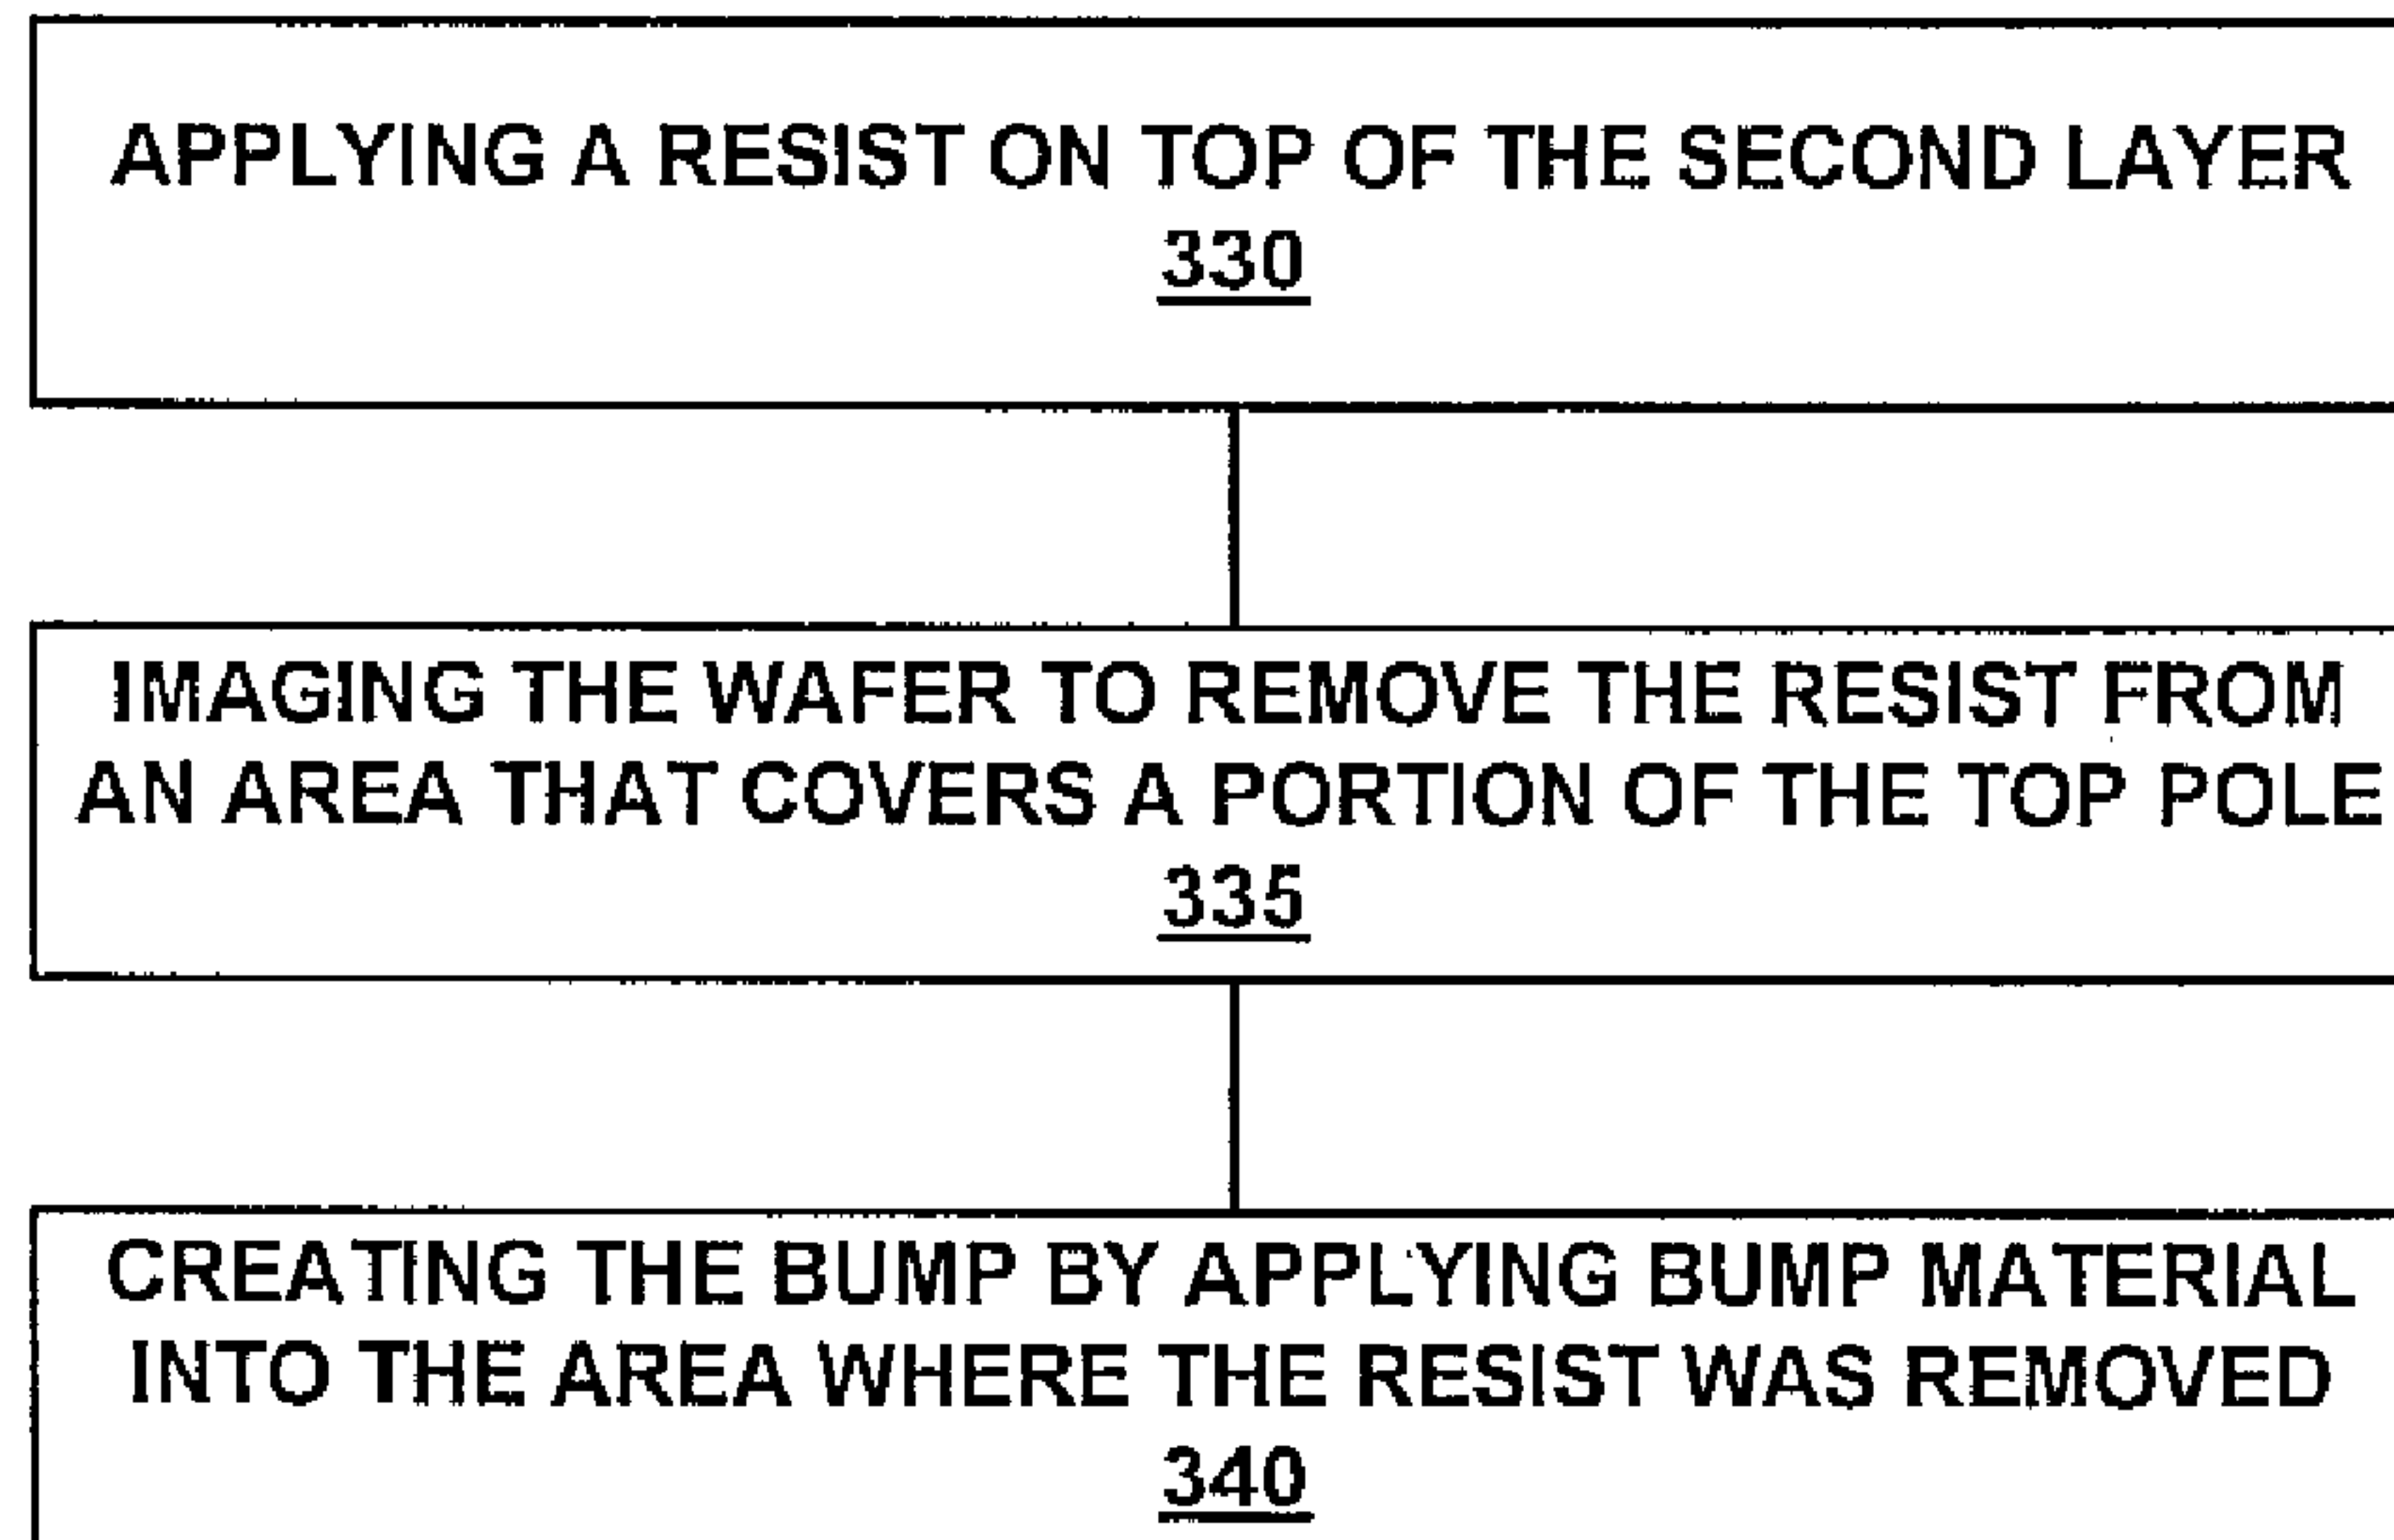 APPLYING A RESIST ON TOP OF THE SECOND LAYER
330
IMAGING THE WAFER TO REMOVE THE RESIST FROM
AN AREA THAT COVERS A PORTION OF THE TOP POLE
335
CREATING THE BUMP BY APPLYING BUMP MATERIAL
INTO THE AREA WHERE THE RESIST WAS REMOVED
340